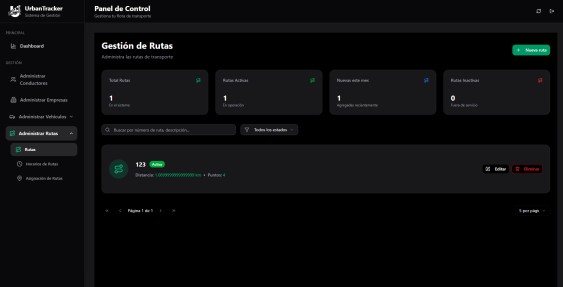 UrbanTracker
Sistema de Gestión
Panel de Control
Gestiona tu flota de transporte
PRINCIPAL
Dashboard
GESTIÓN
Administrar Conductores
Administrar Empresas
Administrar Vehículos
Administrar Rutas
Rutas
Horarios de Rutas
Asignación de Rutas
Gestión de Rutas
Administra las rutas de transporte
+ Nueva ruta
Total Rutas
1
En el sistema
Rutas Activas
1
En operación
Nuevas este mes
1
Agregadas recientemente
Rutas Inactivas
0
Fuera de servicio
Buscar por número de ruta, descripción...
Todos los estados
123 Activa
Distancia: • Puntos: 4
Editar
Eliminar
Página 1 de 1
5 por página